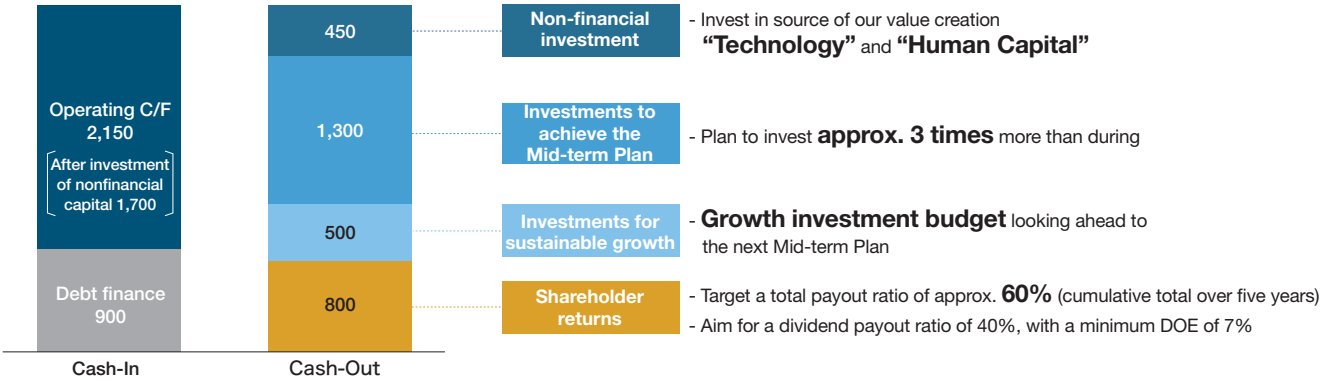 Operating C/F
2,150
After investment
of nonfinancial
capital 1,700
Debt finance
900
Cash-In
450
1,300
500
800
Cash-Out
Non-financial
investment
- Invest in source of our value creation
“Technology” and “Human Capital”
Investments to
achieve the
Mid-term Plan
- Plan to invest approx. 3 times more than during
Investments for
sustainable growth
- Growth investment budget looking ahead to
the next Mid-term Plan
Shareholder
returns
- Target a total payout ratio of approx. 60% (cumulative total over five years)
- Aim for a dividend payout ratio of 40%, with a minimum DOE of 7%